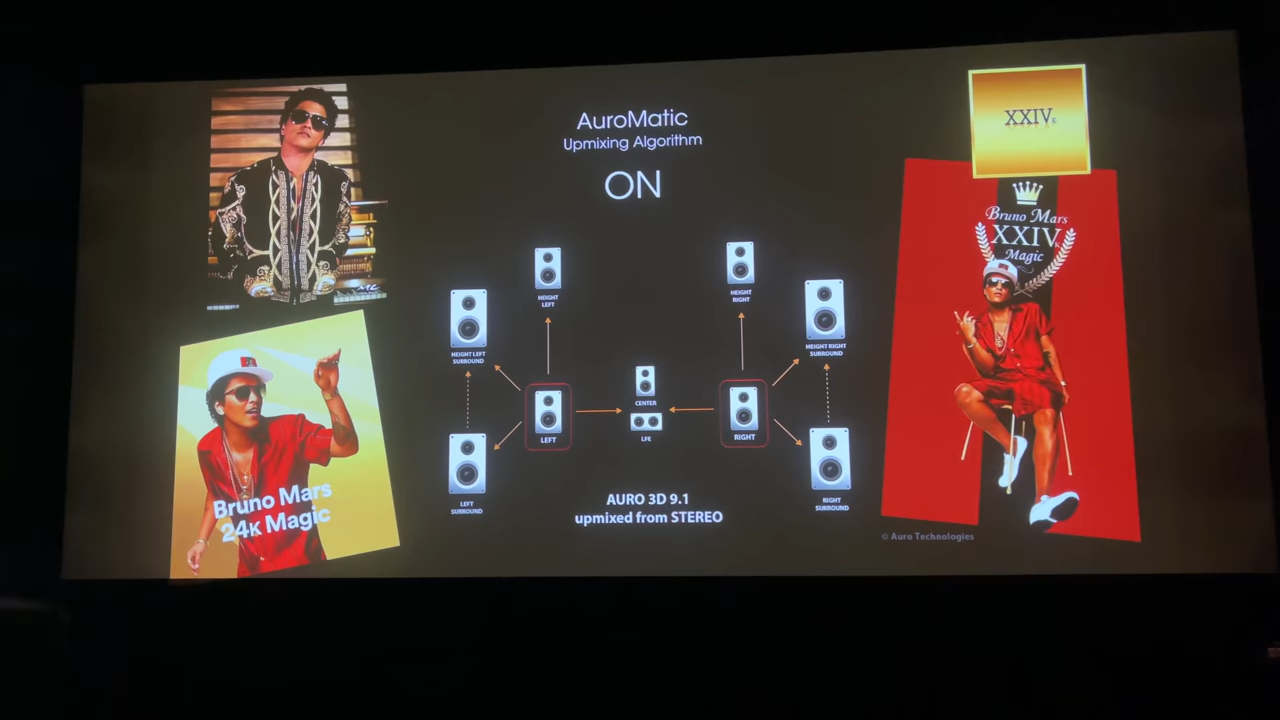 AuroMatic
Upmixing Algorithm
ON
XXIVK
Bruno Mars
XXIVK
Magic
HEIGHT
LEFT
HEIGHT
RIGHT
HEIGHT LEFT
SURROUND
HEIGHT RIGHT
SURROUND
CENTER
LFE
LEFT
RIGHT
LEFT
SURROUND
RIGHT
SURROUND
Bruno Mars
24K Magic
AURO 3D 9.1
upmixed from STEREO
© Auro Technologies